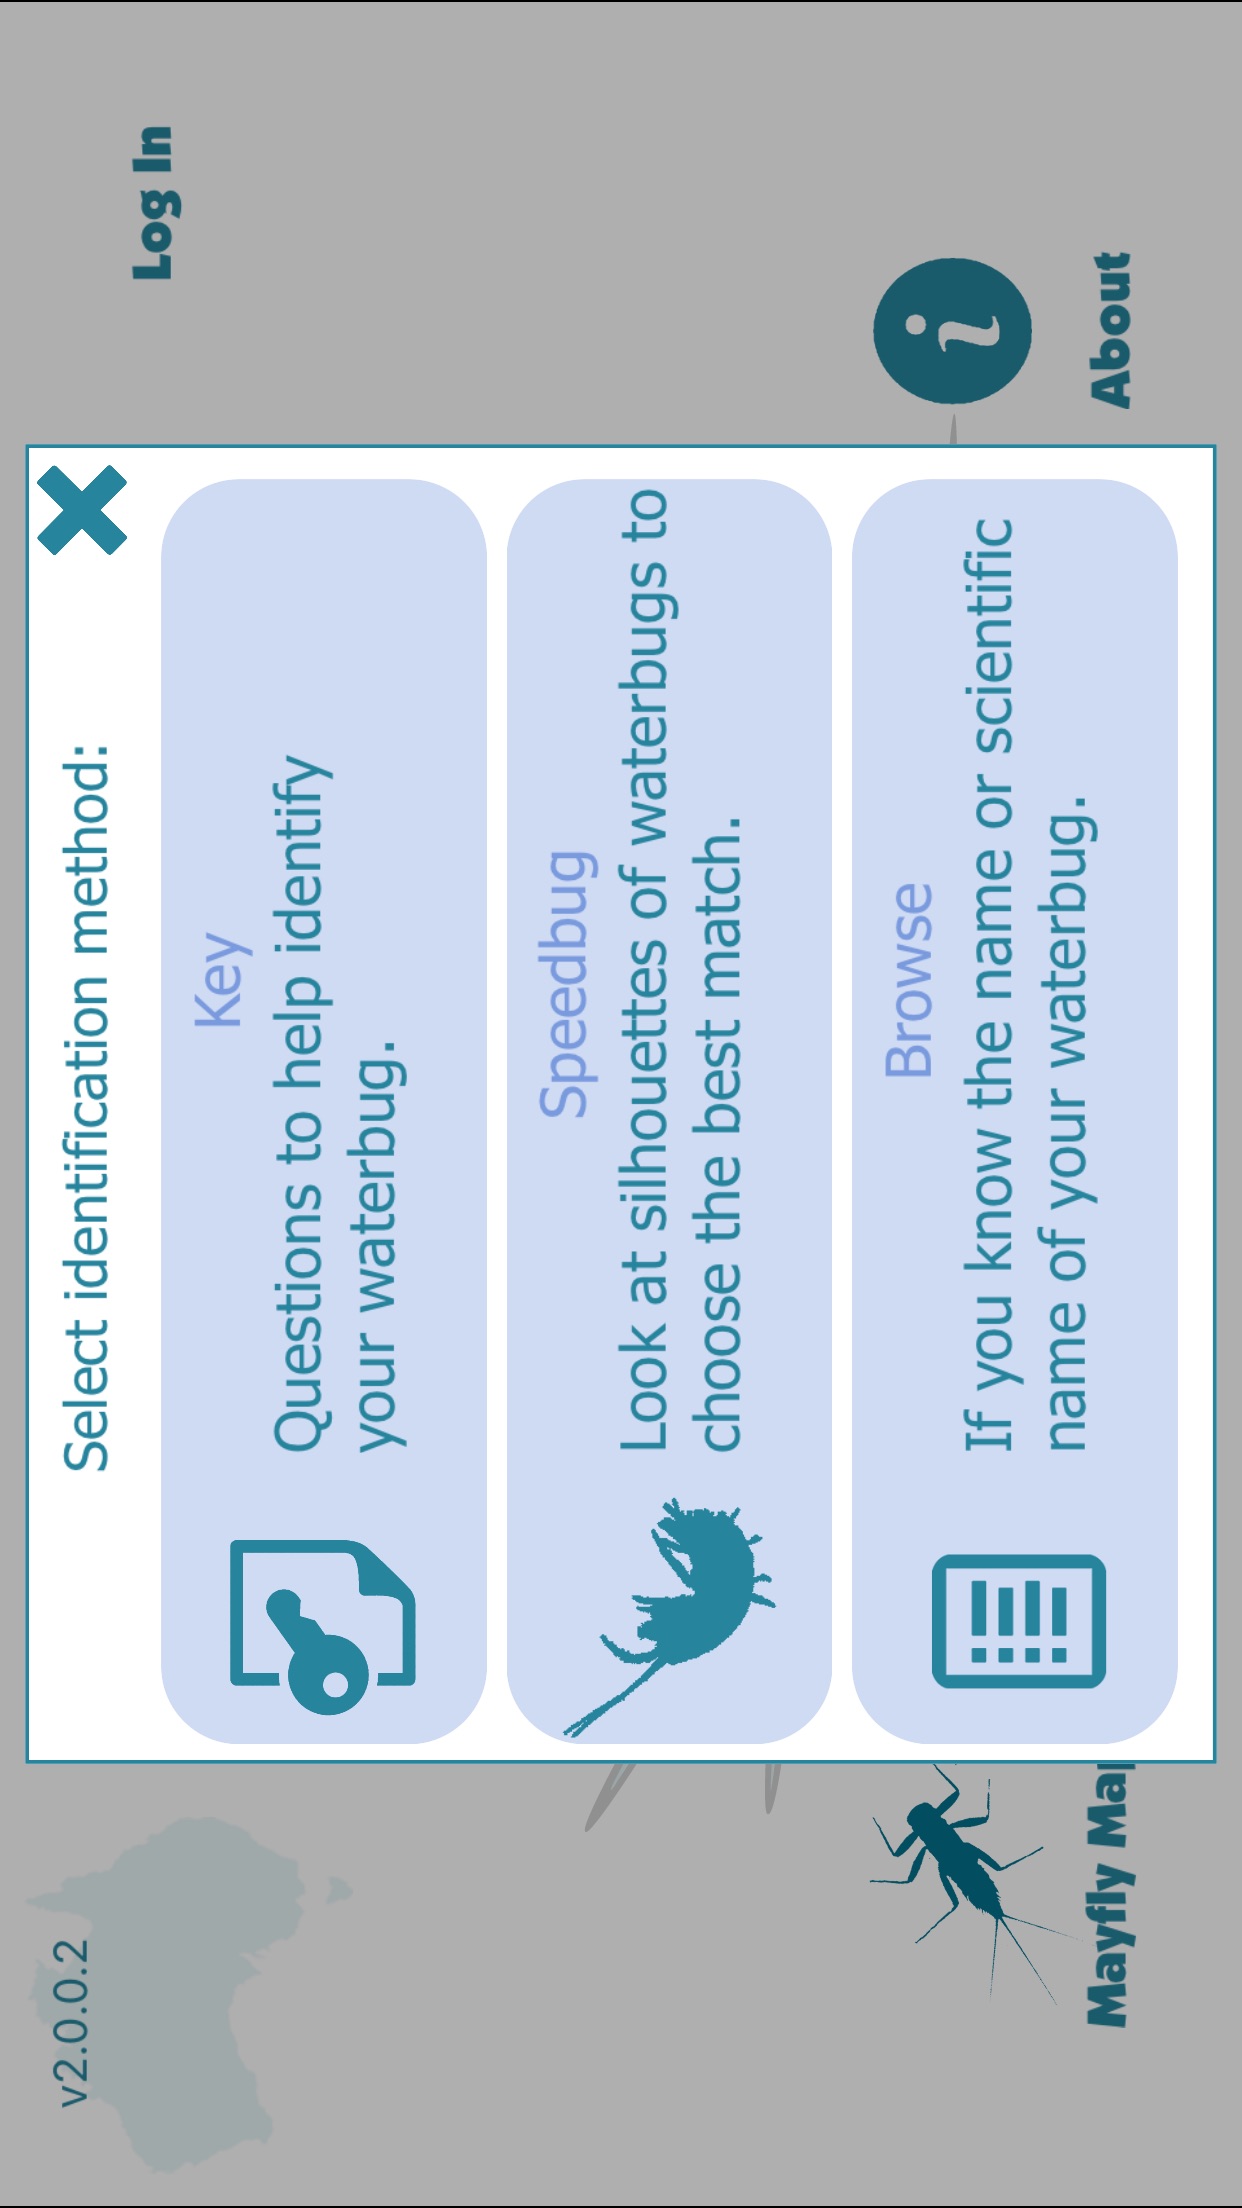 v2.0.0.2
Select identification method:
Log In
Key
Questions to help identify
your waterbug.
Speedbug
Look at silhouettes of waterbugs to
choose the best match.
Browse
If you know the name or scientific
name of your waterbug.
Mayfly
About